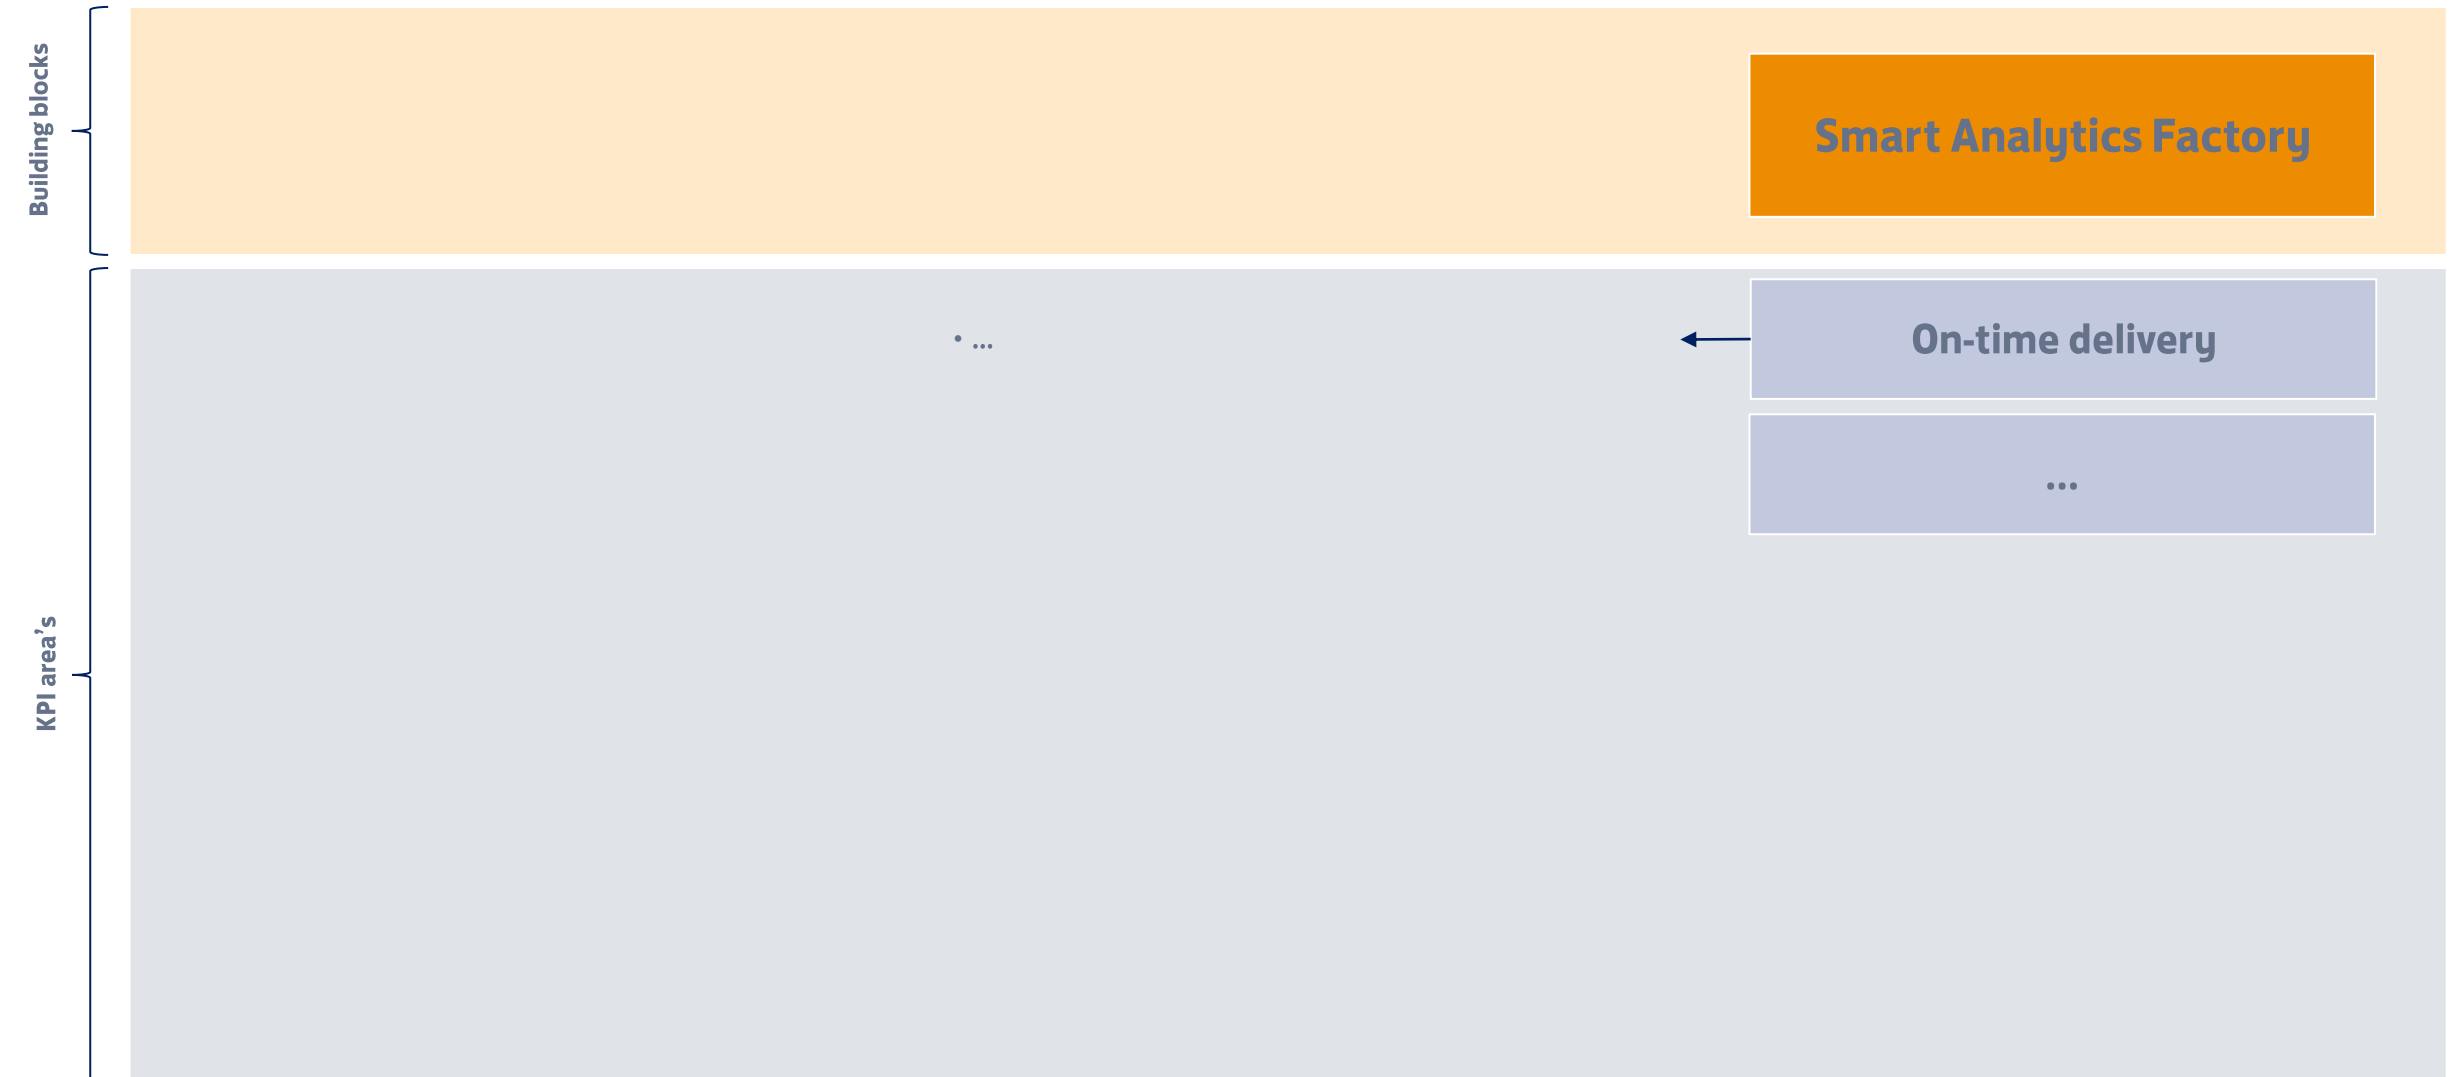 Building blocks
Smart Analytics Factory
KPI area’s
• ...
On-time delivery
...